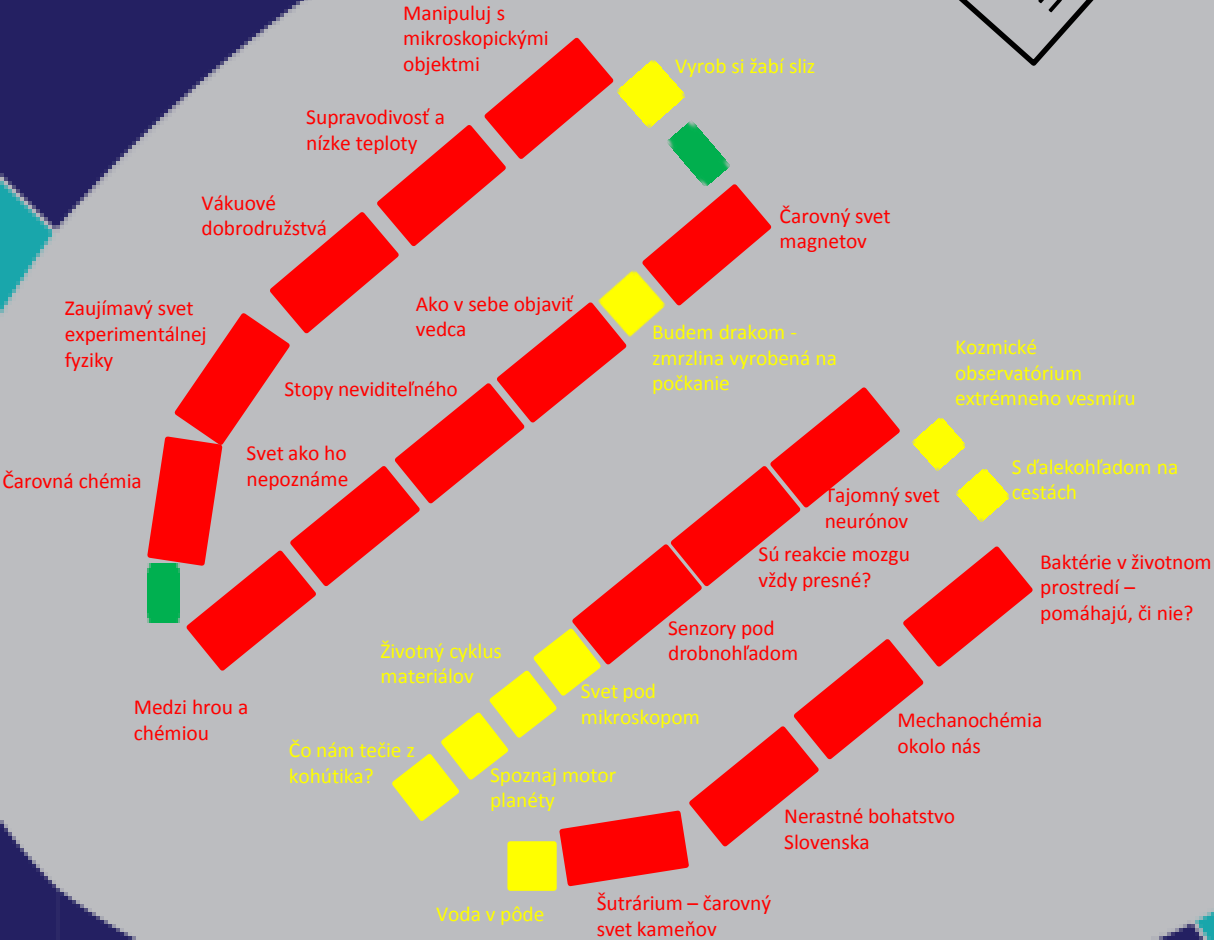 Manipuluj s
mikroskopickými
objektmi
Vyrob si žabí sliz
Supravodivosť a
nízke teploty
Vákuové
dobrodružstvá
Čarovný svet
magnetov
Zaujímavý svet
experimentálnej
fyziky
Ako v sebe objaviť
vedca
Budem drakom -
zmrzlina vyrobená na
počkanie
Kozmické
observatórium
extrémneho vesmíru
Stopy neviditeľného
Svet ako ho
nepoznáme
Čarovná chémia
S ďalekohľadom na
cestách
Tajomný svet
neurónov
Sú reakcie mozgu
vždy presné?
Baktérie v životnom
prostredí –
pomáhajú, či nie?
Senzory pod
drobnohľadom
Životný cyklus
materiálov
Svet pod
mikroskopom
Medzi hrou a
chémiou
Mechanochémia
okolo nás
Čo nám tečie z
kohútika?
Spoznaj motor
planéty
Nerastné bohatstvo
Slovenska
Voda v pôde
Šutrárium – čarovný
svet kameňov